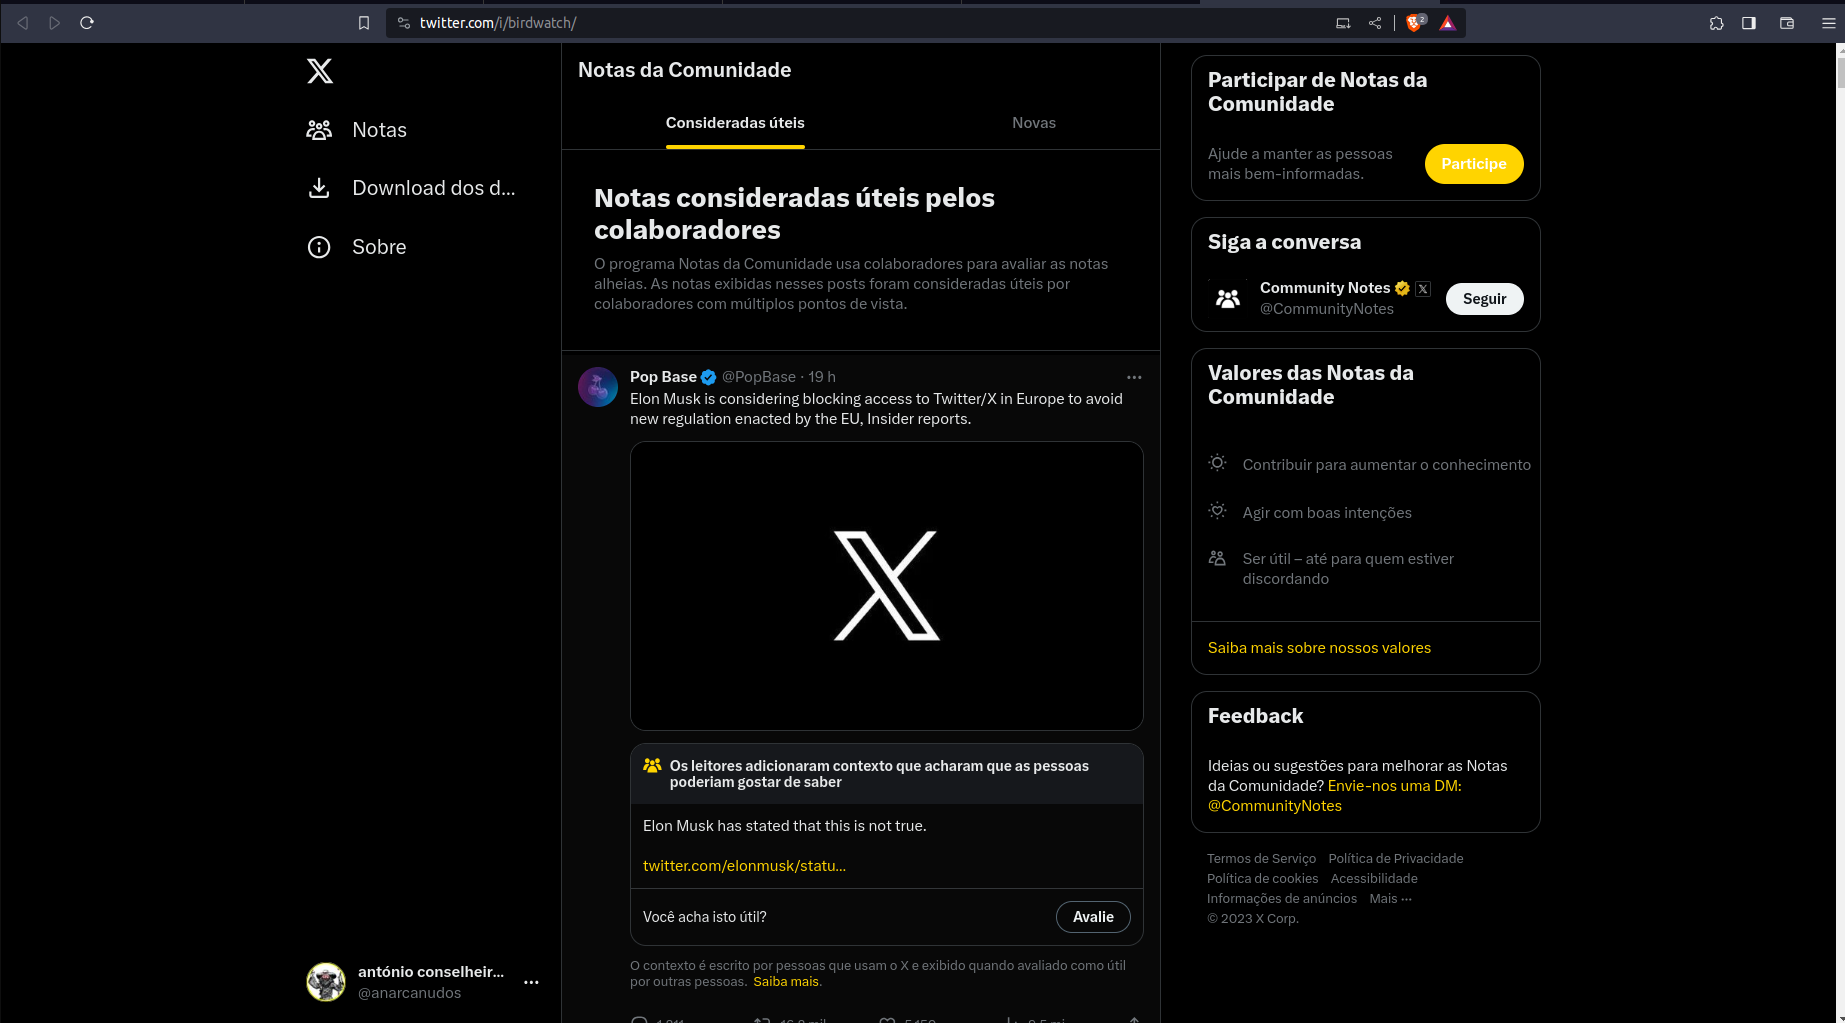 twitter.com/i/birdwatch/
2
Notas
Download dos d...
Sobre
Notas da Comunidade
Consideradas úteis
Novas
Notas consideradas úteis pelos
colaboradores
O programa Notas da Comunidade usa colaboradores para avaliar as notas
alheias. As notas exibidas nesses posts foram consideradas úteis por
colaboradores com múltiplos pontos de vista.
Pop Base @PopBase · 19 h
Elon Musk is considering blocking access to Twitter/X in Europe to avoid
new regulation enacted by the EU, Insider reports.
Os leitores adicionaram contexto que acharam que as pessoas
poderiam gostar de saber
Elon Musk has stated that this is not true.
twitter.com/elonmusk/statu...
Você acha isto útil?
Avalie
O contexto é escrito por pessoas que usam o X e exibido quando avaliado como útil
por outras pessoas. Saiba mais.
Participar de Notas da
Comunidade
Ajude a manter as pessoas
mais bem-informadas.
Participe
Siga a conversa
Community Notes
@CommunityNotes
Seguir
Valores das Notas da
Comunidade
Contribuir para aumentar o conhecimento
Agir com boas intenções
Ser útil – até para quem estiver
discordando
Saiba mais sobre nossos valores
Feedback
Ideias ou sugestões para melhorar as Notas
da Comunidade? Envie-nos uma DM:
@CommunityNotes
Termos de Serviço Política de Privacidade
Política de cookies Acessibilidade
Informações de anúncios Mais ···
© 2023 X Corp.
antónio conselheir...
@anarcanudos